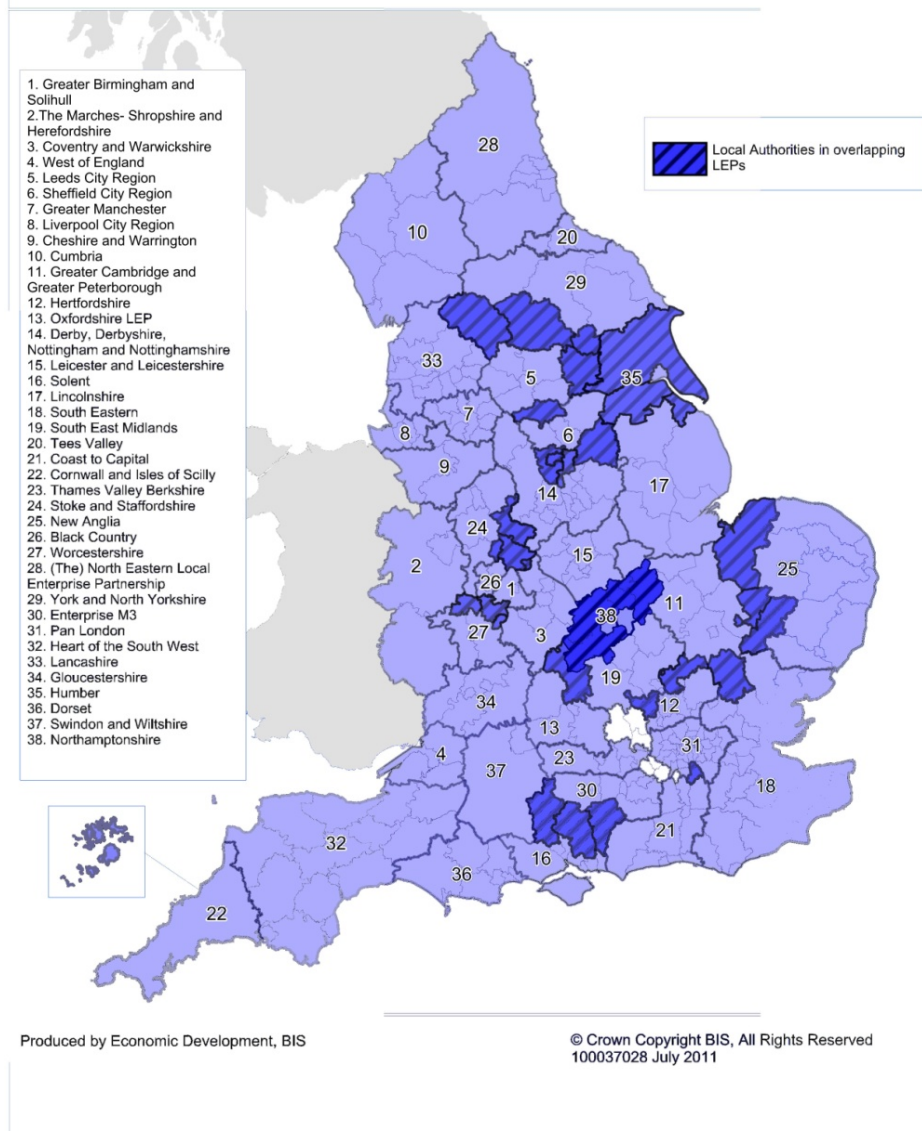 1. Greater Birmingham and
Solihull
2.The Marches- Shropshire and
Herefordshire
3. Coventry and Warwickshire
4. West of England
5. Leeds City Region
6. Sheffield City Region
7. Greater Manchester
8. Liverpool City Region
9. Cheshire and Warrington
10. Cumbria
11. Greater Cambridge and
Greater Peterborough
12. Hertfordshire
13. Oxfordshire LEP
14. Derby, Derbyshire,
Nottingham and Nottinghamshire
15. Leicester and Leicestershire
16. Solent
17. Lincolnshire
18. South Eastern
19. South East Midlands
20. Tees Valley
21. Coast to Capital
22. Cornwall and Isles of Scilly
23. Thames Valley Berkshire
24. Stoke and Staffordshire
25. New Anglia
26. Black Country
27. Worcestershire
28. (The) North Eastern Local
Enterprise Partnership
29. York and North Yorkshire
30. Enterprise M3
31. Pan London
32. Heart of the South West
33. Lancashire
34. Gloucestershire
35. Humber
36. Dorset
37. Swindon and Wiltshire
38. Northamptonshire
Local Authorities in overlapping
LEPs
28
10
20
29
33
5
35
7
8
6
9
14
17
24
2
15
25
26
1
11
38
27
3
19
34
12
13
31
4
37
23
18
30
32
21
16
36
22
Produced by Economic Development, BIS
© Crown Copyright BIS, All Rights Reserved
100037028 July 2011